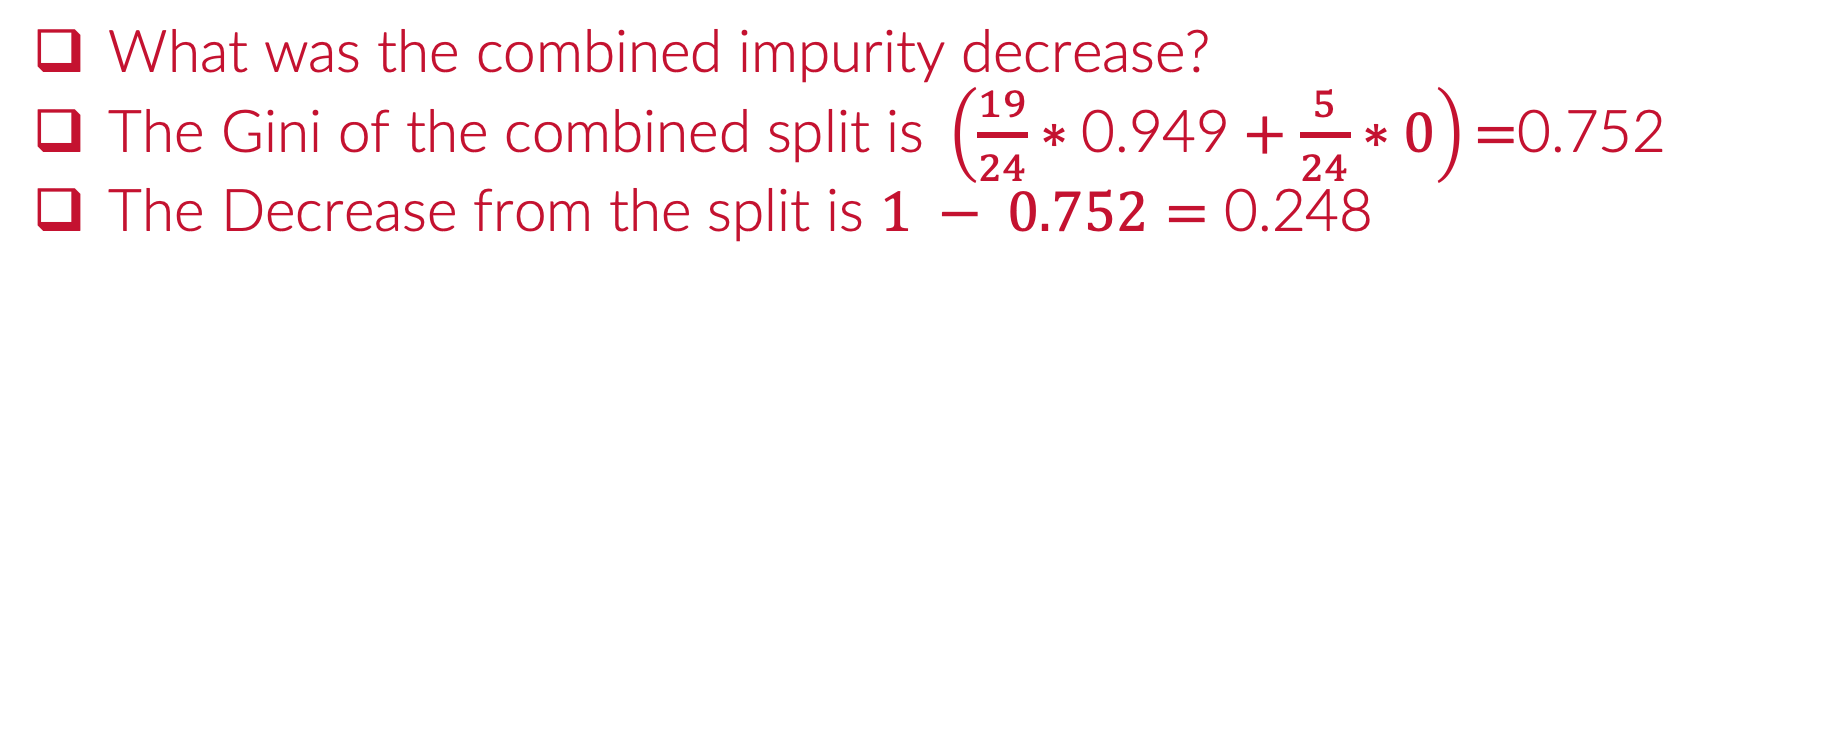 ❑ What was the combined impurity decrease?
❑ The Gini of the combined split is (19/24 * 0.949 + 5/24 * 0) =0.752
❑ The Decrease from the split is 1 − 0.752 = 0.248